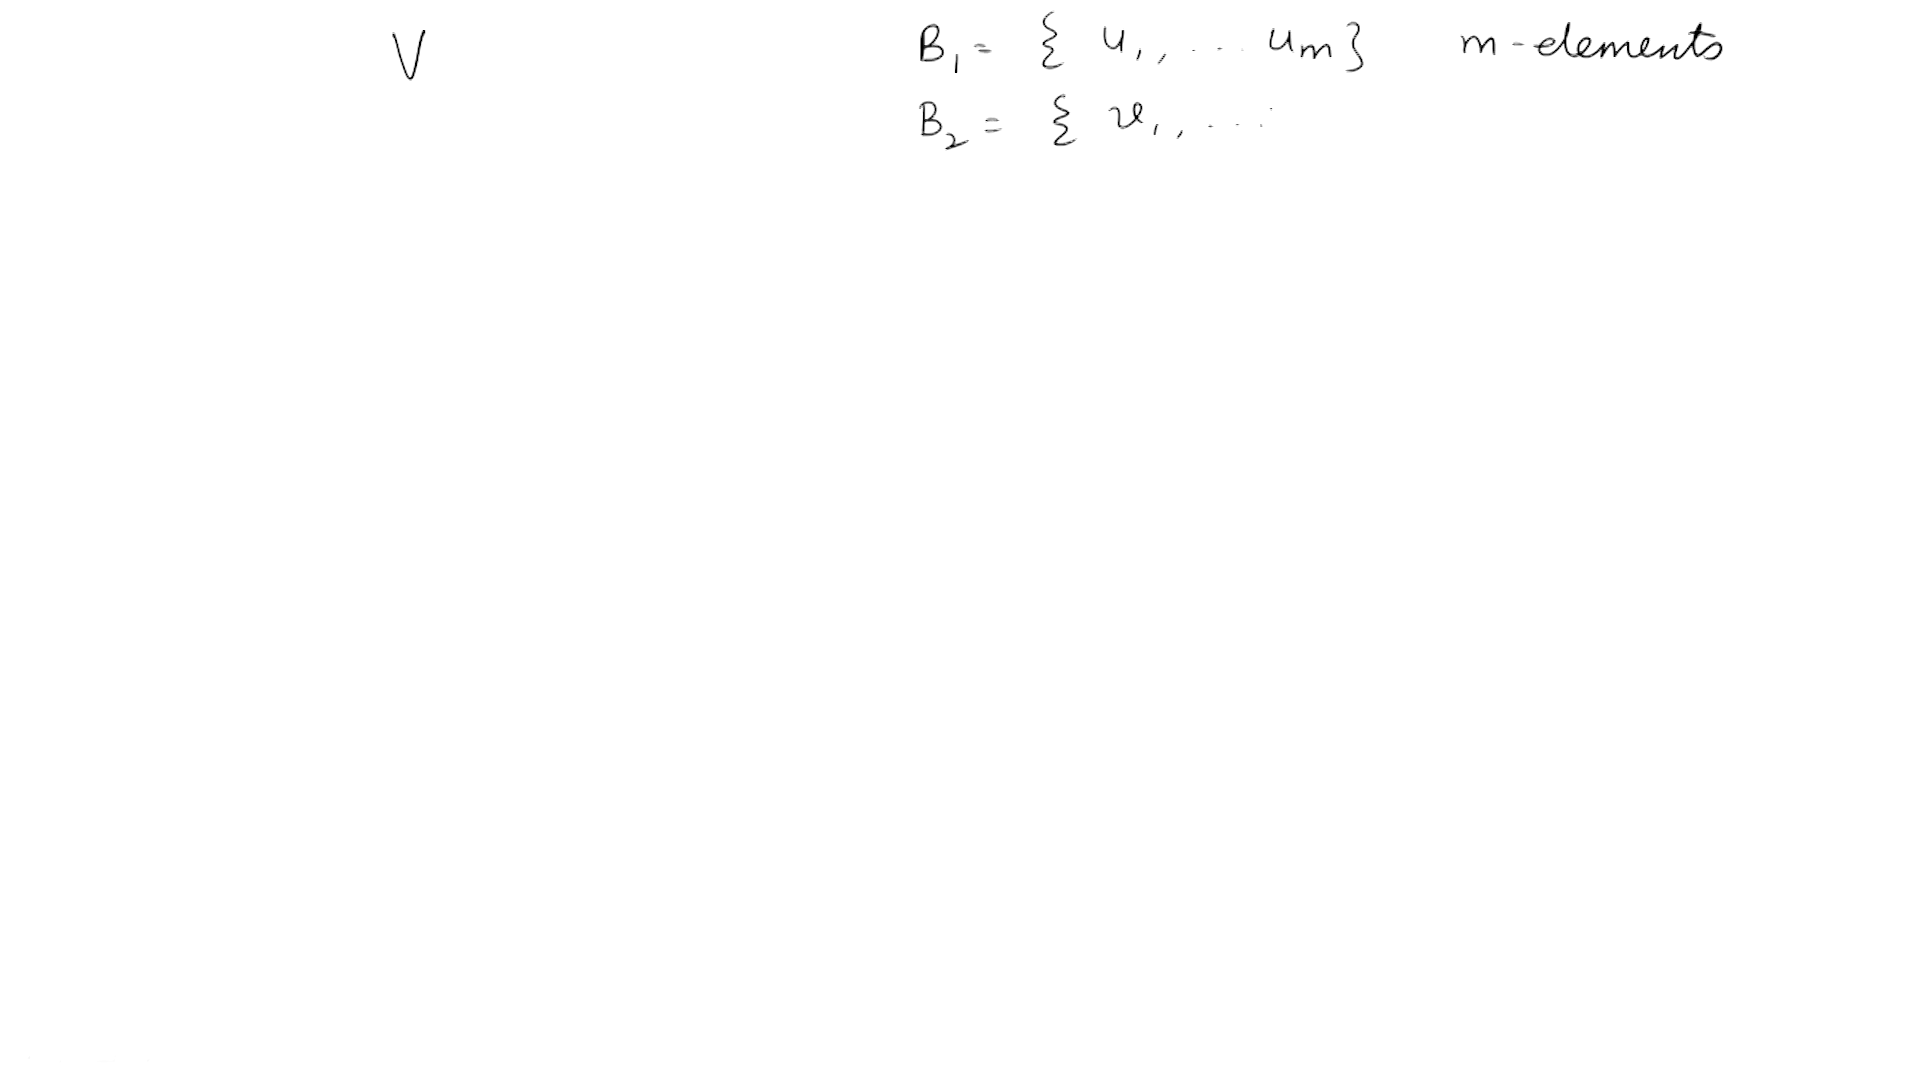 V B₁ = { u₁, ... uₘ } m-elements
B₂ = { v₁, ....